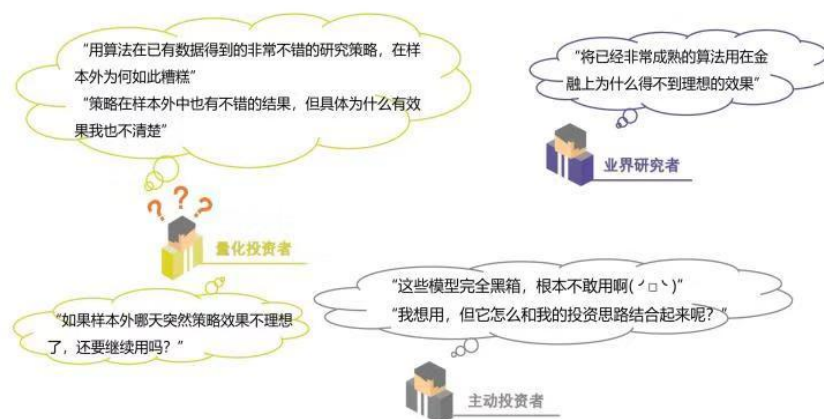 “用算法在已有数据得到的非常不错的研究策略，在样
本外为何如此糟糕”
“策略在样本外中也有不错的结果，但具体为什么有效
果我也不清楚”
“将已经非常成熟的算法用在金
融上为什么得不到理想的效果”
业界研究者
???
量化投资者
“如果样本外哪天突然策略效果不理想
了，还要继续用吗？”
“这些模型完全黑箱，根本不敢用啊(╯□╰)”
“我想用，但它怎么和我的投资思路结合起来呢？”
主动投资者